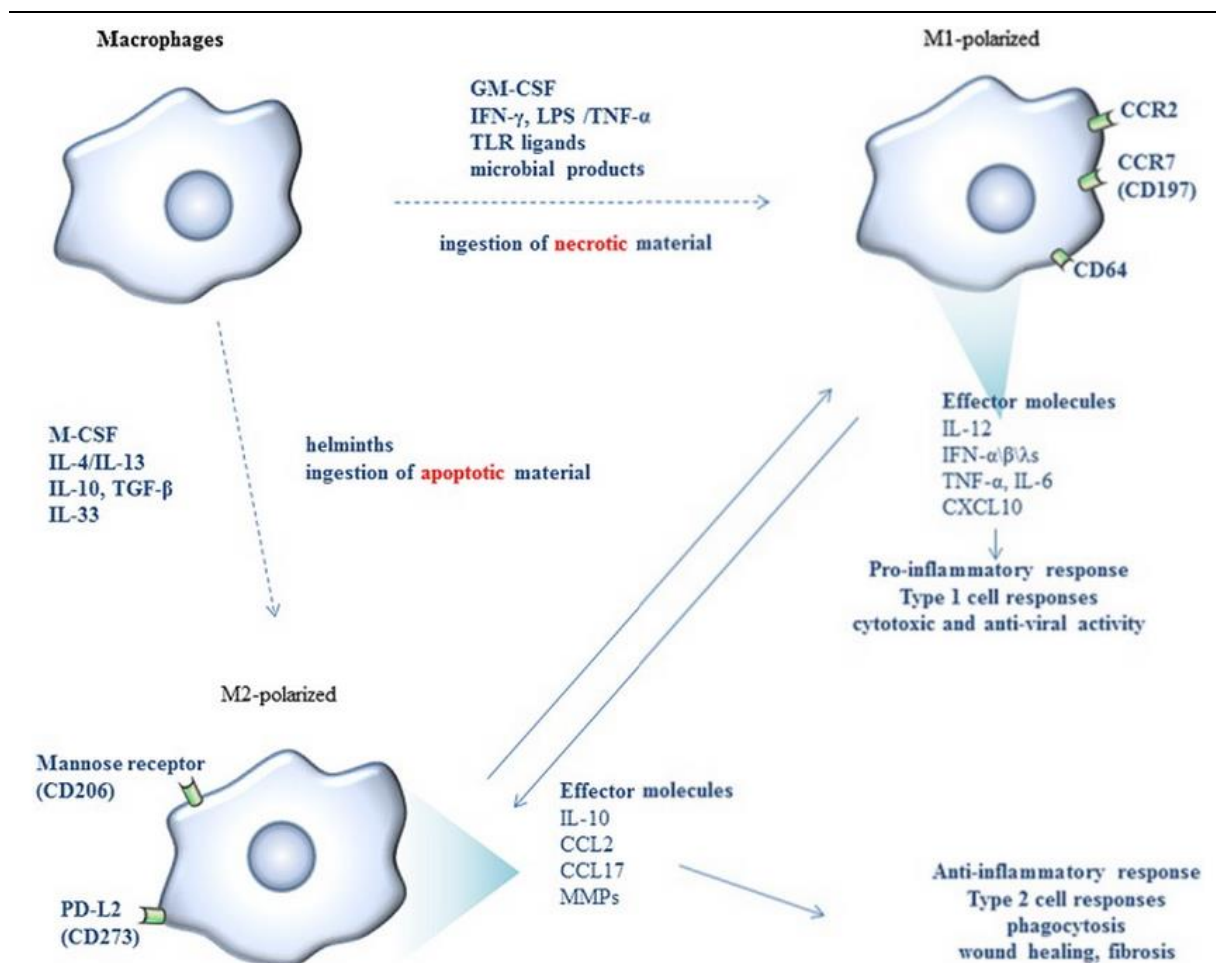 Macrophages
M1-polarized
GM-CSF
IFN-γ, LPS /TNF-α
TLR ligands
microbial products
ingestion of necrotic material
CCR2
CCR7
(CD197)
CD64
M-CSF
IL-4/IL-13
IL-10, TGF-β
IL-33
helminths
ingestion of apoptotic material
Effector molecules
IL-12
IFN-α\β\λs
TNF-α, IL-6
CXCL10
Pro-inflammatory response
Type 1 cell responses
cytotoxic and anti-viral activity
M2-polarized
Mannose receptor
(CD206)
PD-L2
(CD273)
Effector molecules
IL-10
CCL2
CCL17
MMPs
Anti-inflammatory response
Type 2 cell responses
phagocytosis
wound healing, fibrosis